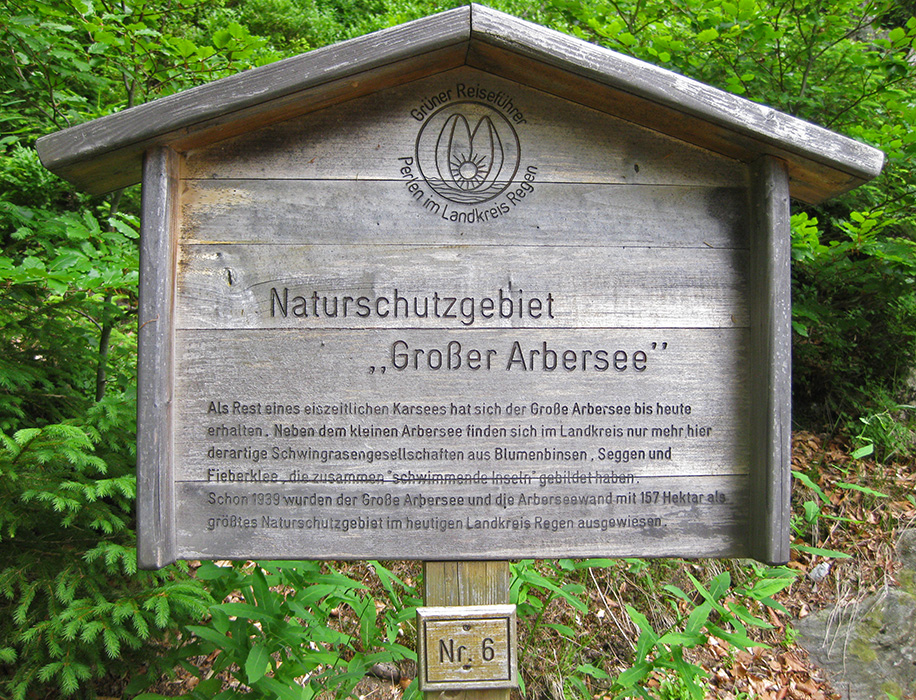 Grüner Reiseführer
Perlen im Landkreis Regen
Naturschutzgebiet
„Großer Arbersee”
Als Rest eines eiszeitlichen Karsees hat sich der Große Arbersee bis heute
erhalten. Neben dem kleinen Arbersee finden sich im Landkreis nur mehr hier
derartige Schwingrasengesellschaften aus Blumenbinsen, Seggen und
Fieberklee, die zusammen "schwimmende Inseln" gebildet haben.
Schon 1939 wurden der Große Arbersee und die Arberseewand mit 157 Hektar als
größtes Naturschutzgebiet im heutigen Landkreis Regen ausgewiesen.
Nr. 6